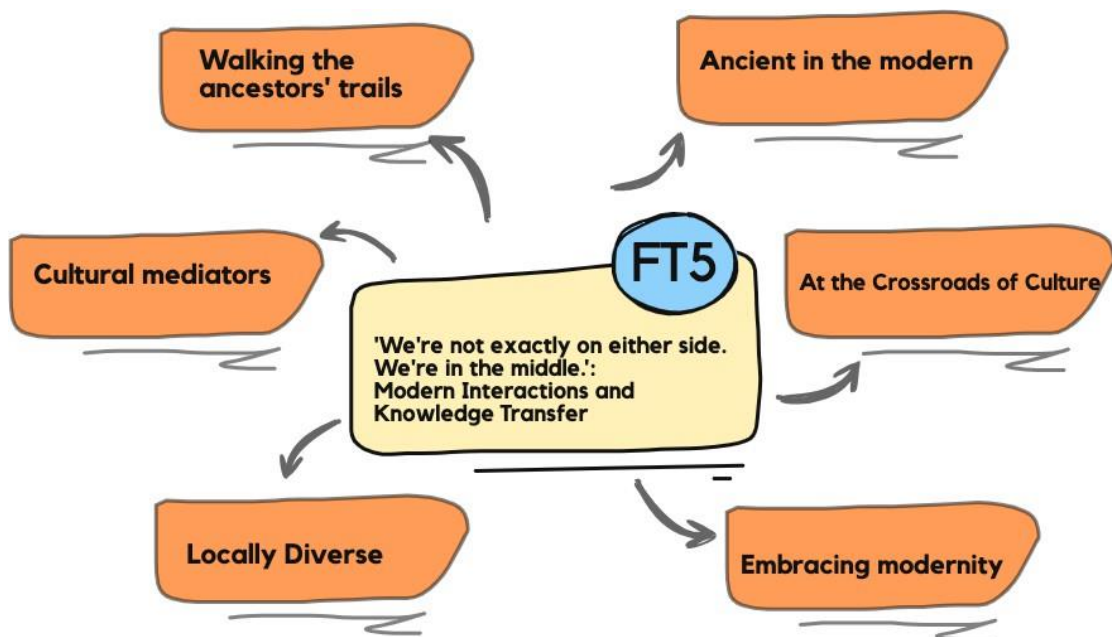 Walking the
ancestors' trails
Ancient in the modern
Cultural mediators
FT5
At the Crossroads of Culture
'We're not exactly on either side.
We're in the middle.':
Modern Interactions and
Knowledge Transfer
Locally Diverse
Embracing modernity